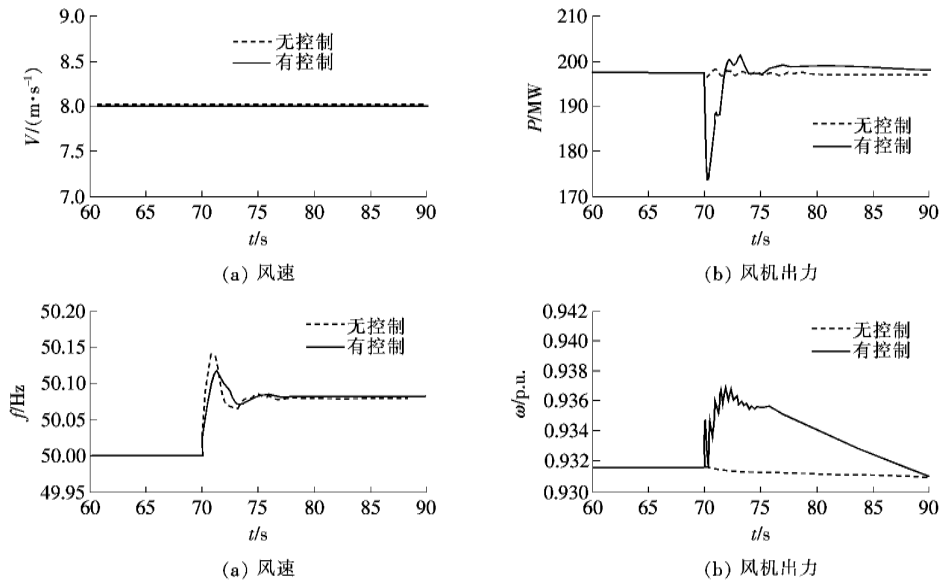 9.0
8.5
8.0
7.5
7.0
V/(m·s⁻¹)
无控制
有控制
60 65 70 75 80 85 90
t/s
(a) 风速
210
200
190
180
170
P/MW
无控制
有控制
60 65 70 75 80 85 90
t/s
(b) 风机出力
50.20
50.15
50.10
50.05
50.00
49.95
f/Hz
无控制
有控制
60 65 70 75 80 85 90
t/s
(a) 风速
0.942
0.940
0.938
0.936
0.934
0.932
0.930
ω/p.u.
无控制
有控制
60 65 70 75 80 85 90
t/s
(b) 风机出力